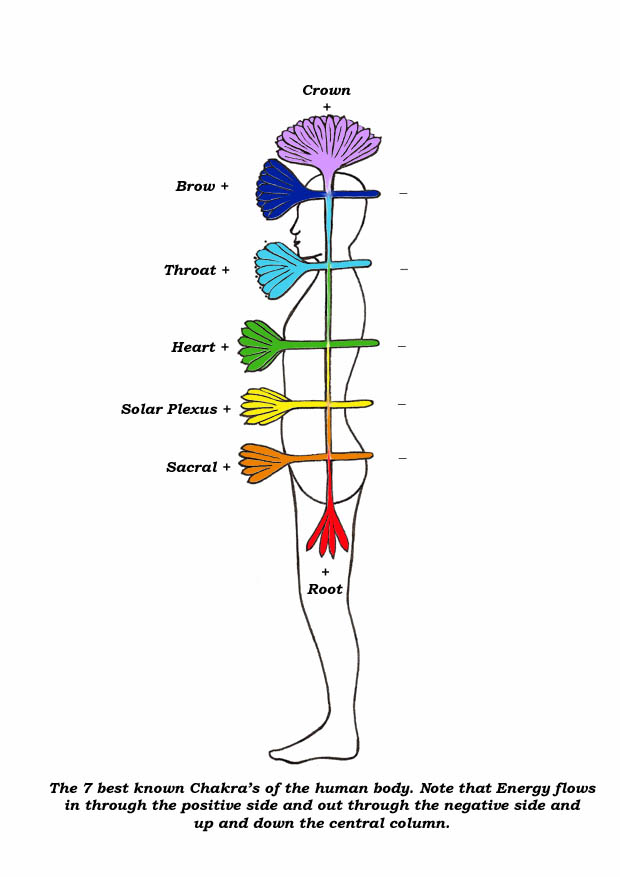 Crown
+
Brow +
–
Throat +
–
Heart +
–
Solar Plexus +
–
Sacral +
–
+
Root
The 7 best known Chakra's of the human body. Note that Energy flows
in through the positive side and out through the negative side and
up and down the central column.